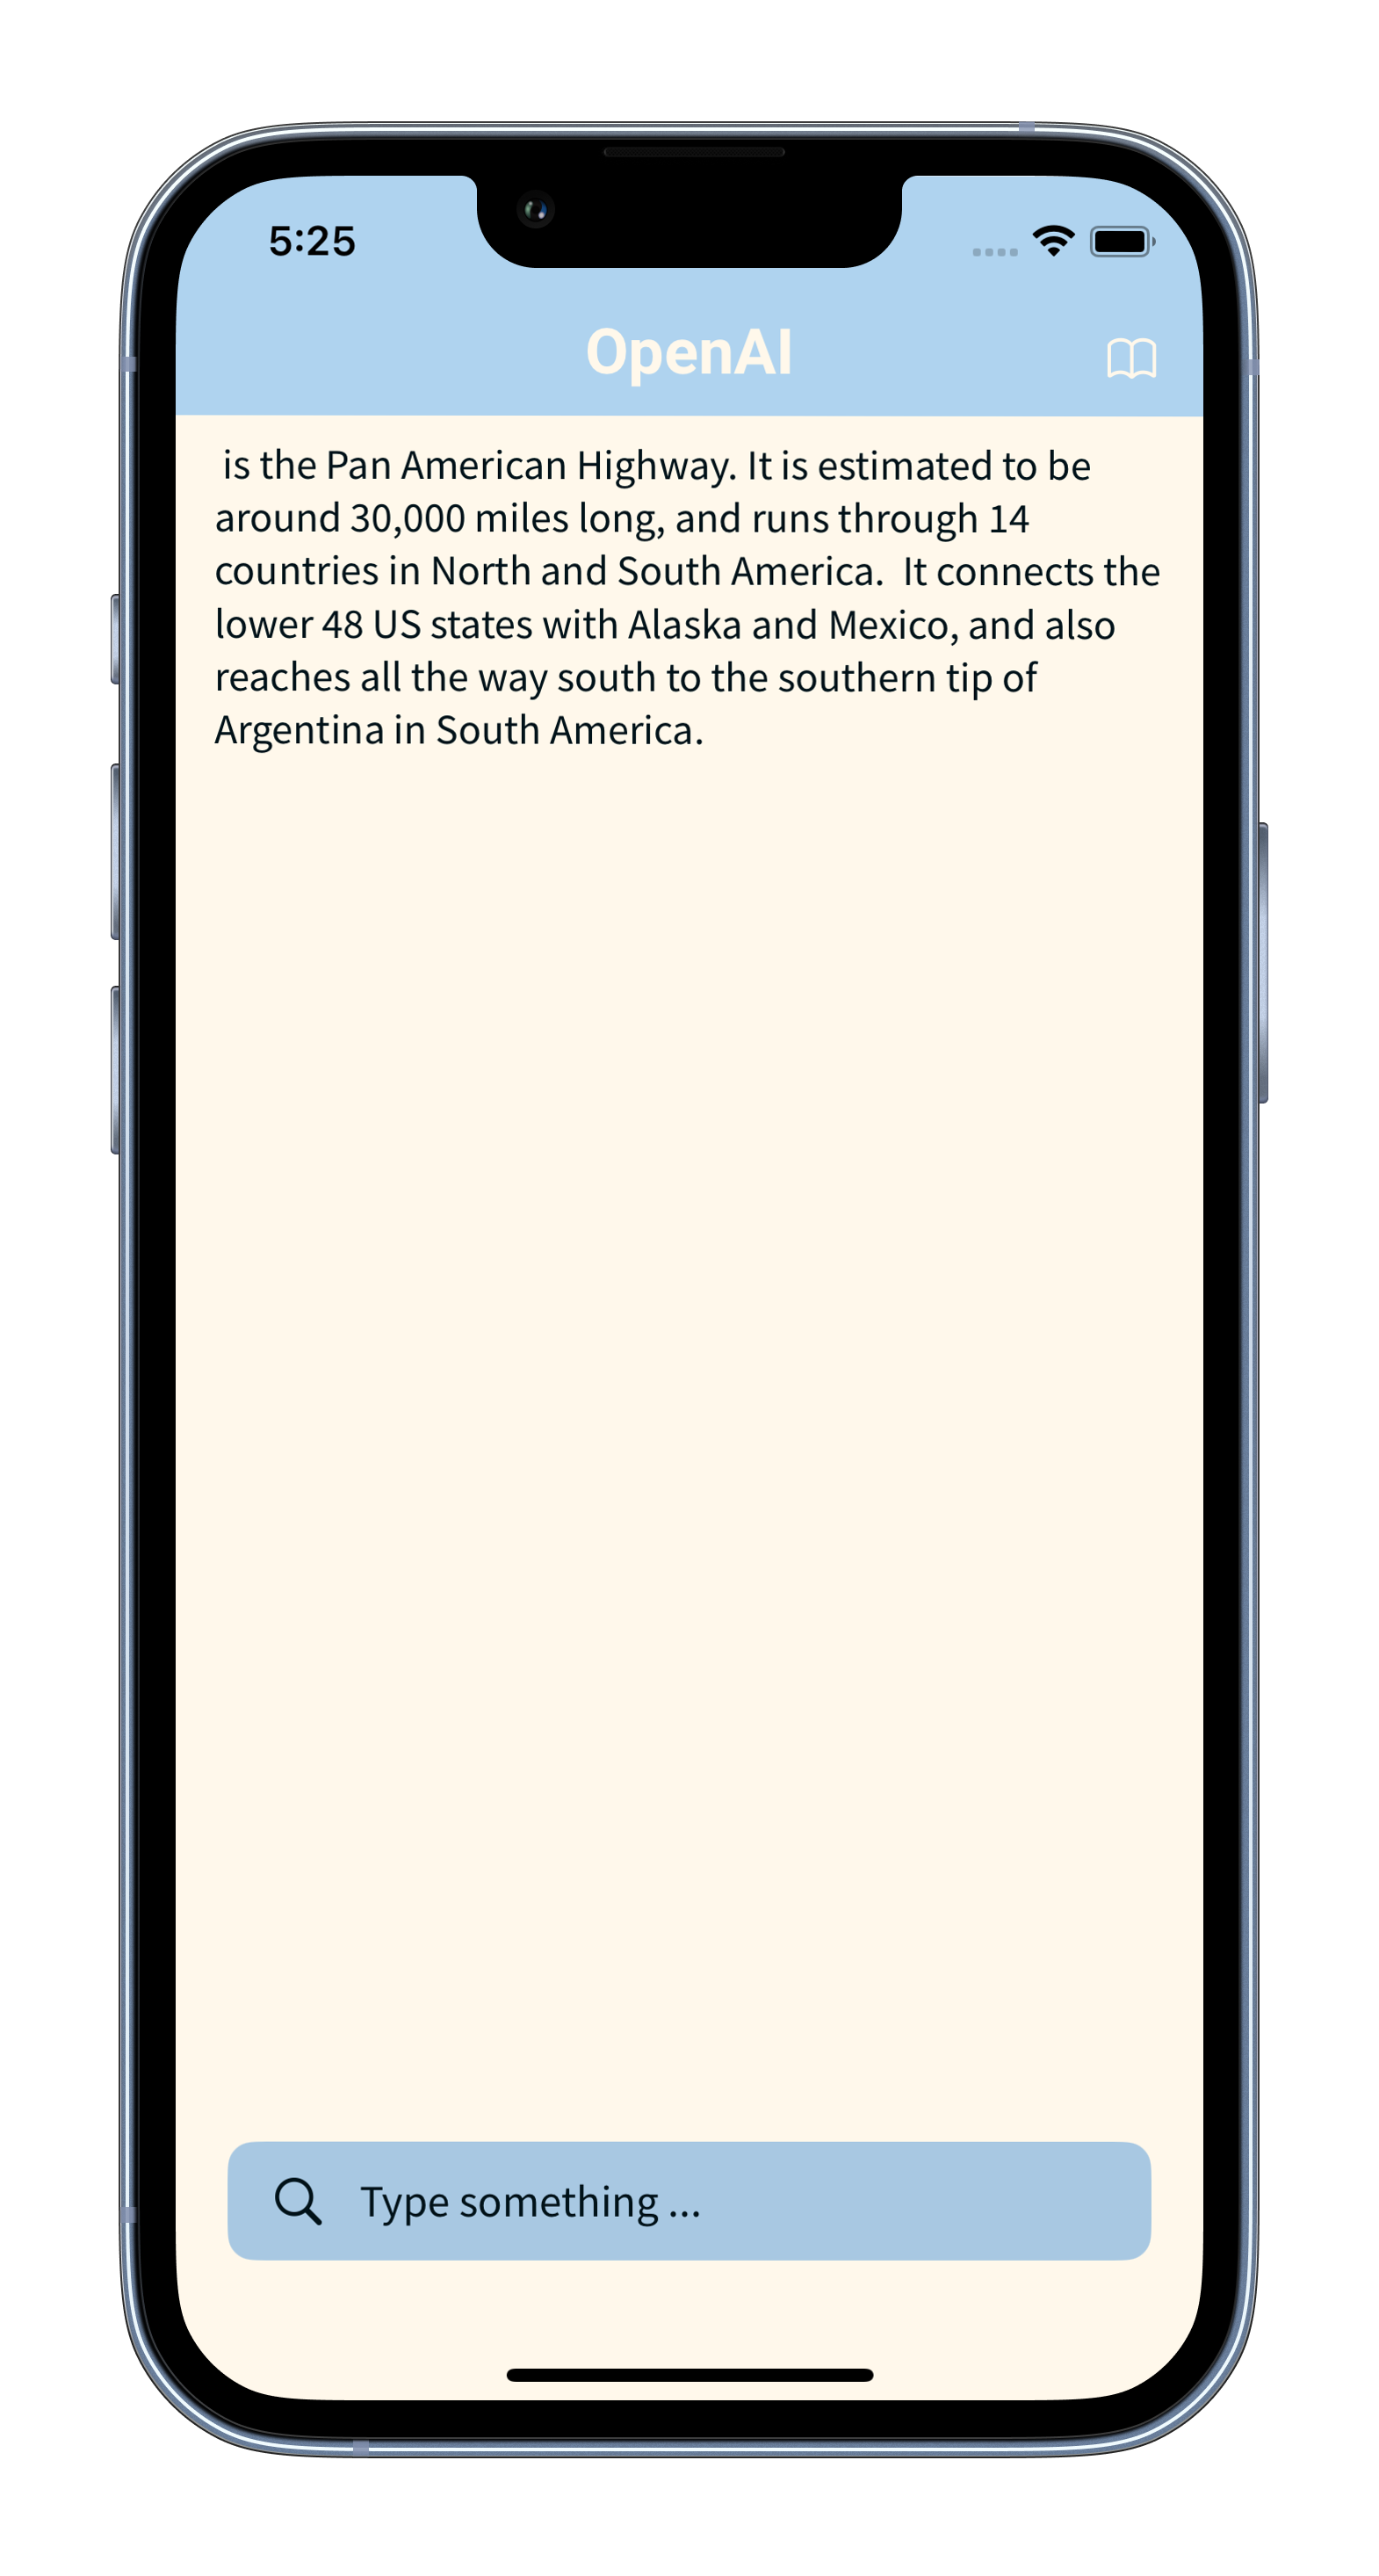 5:25
OpenAI
is the Pan American Highway. It is estimated to be
around 30,000 miles long, and runs through 14
countries in North and South America.  It connects the
lower 48 US states with Alaska and Mexico, and also
reaches all the way south to the southern tip of
Argentina in South America.
Type something ...